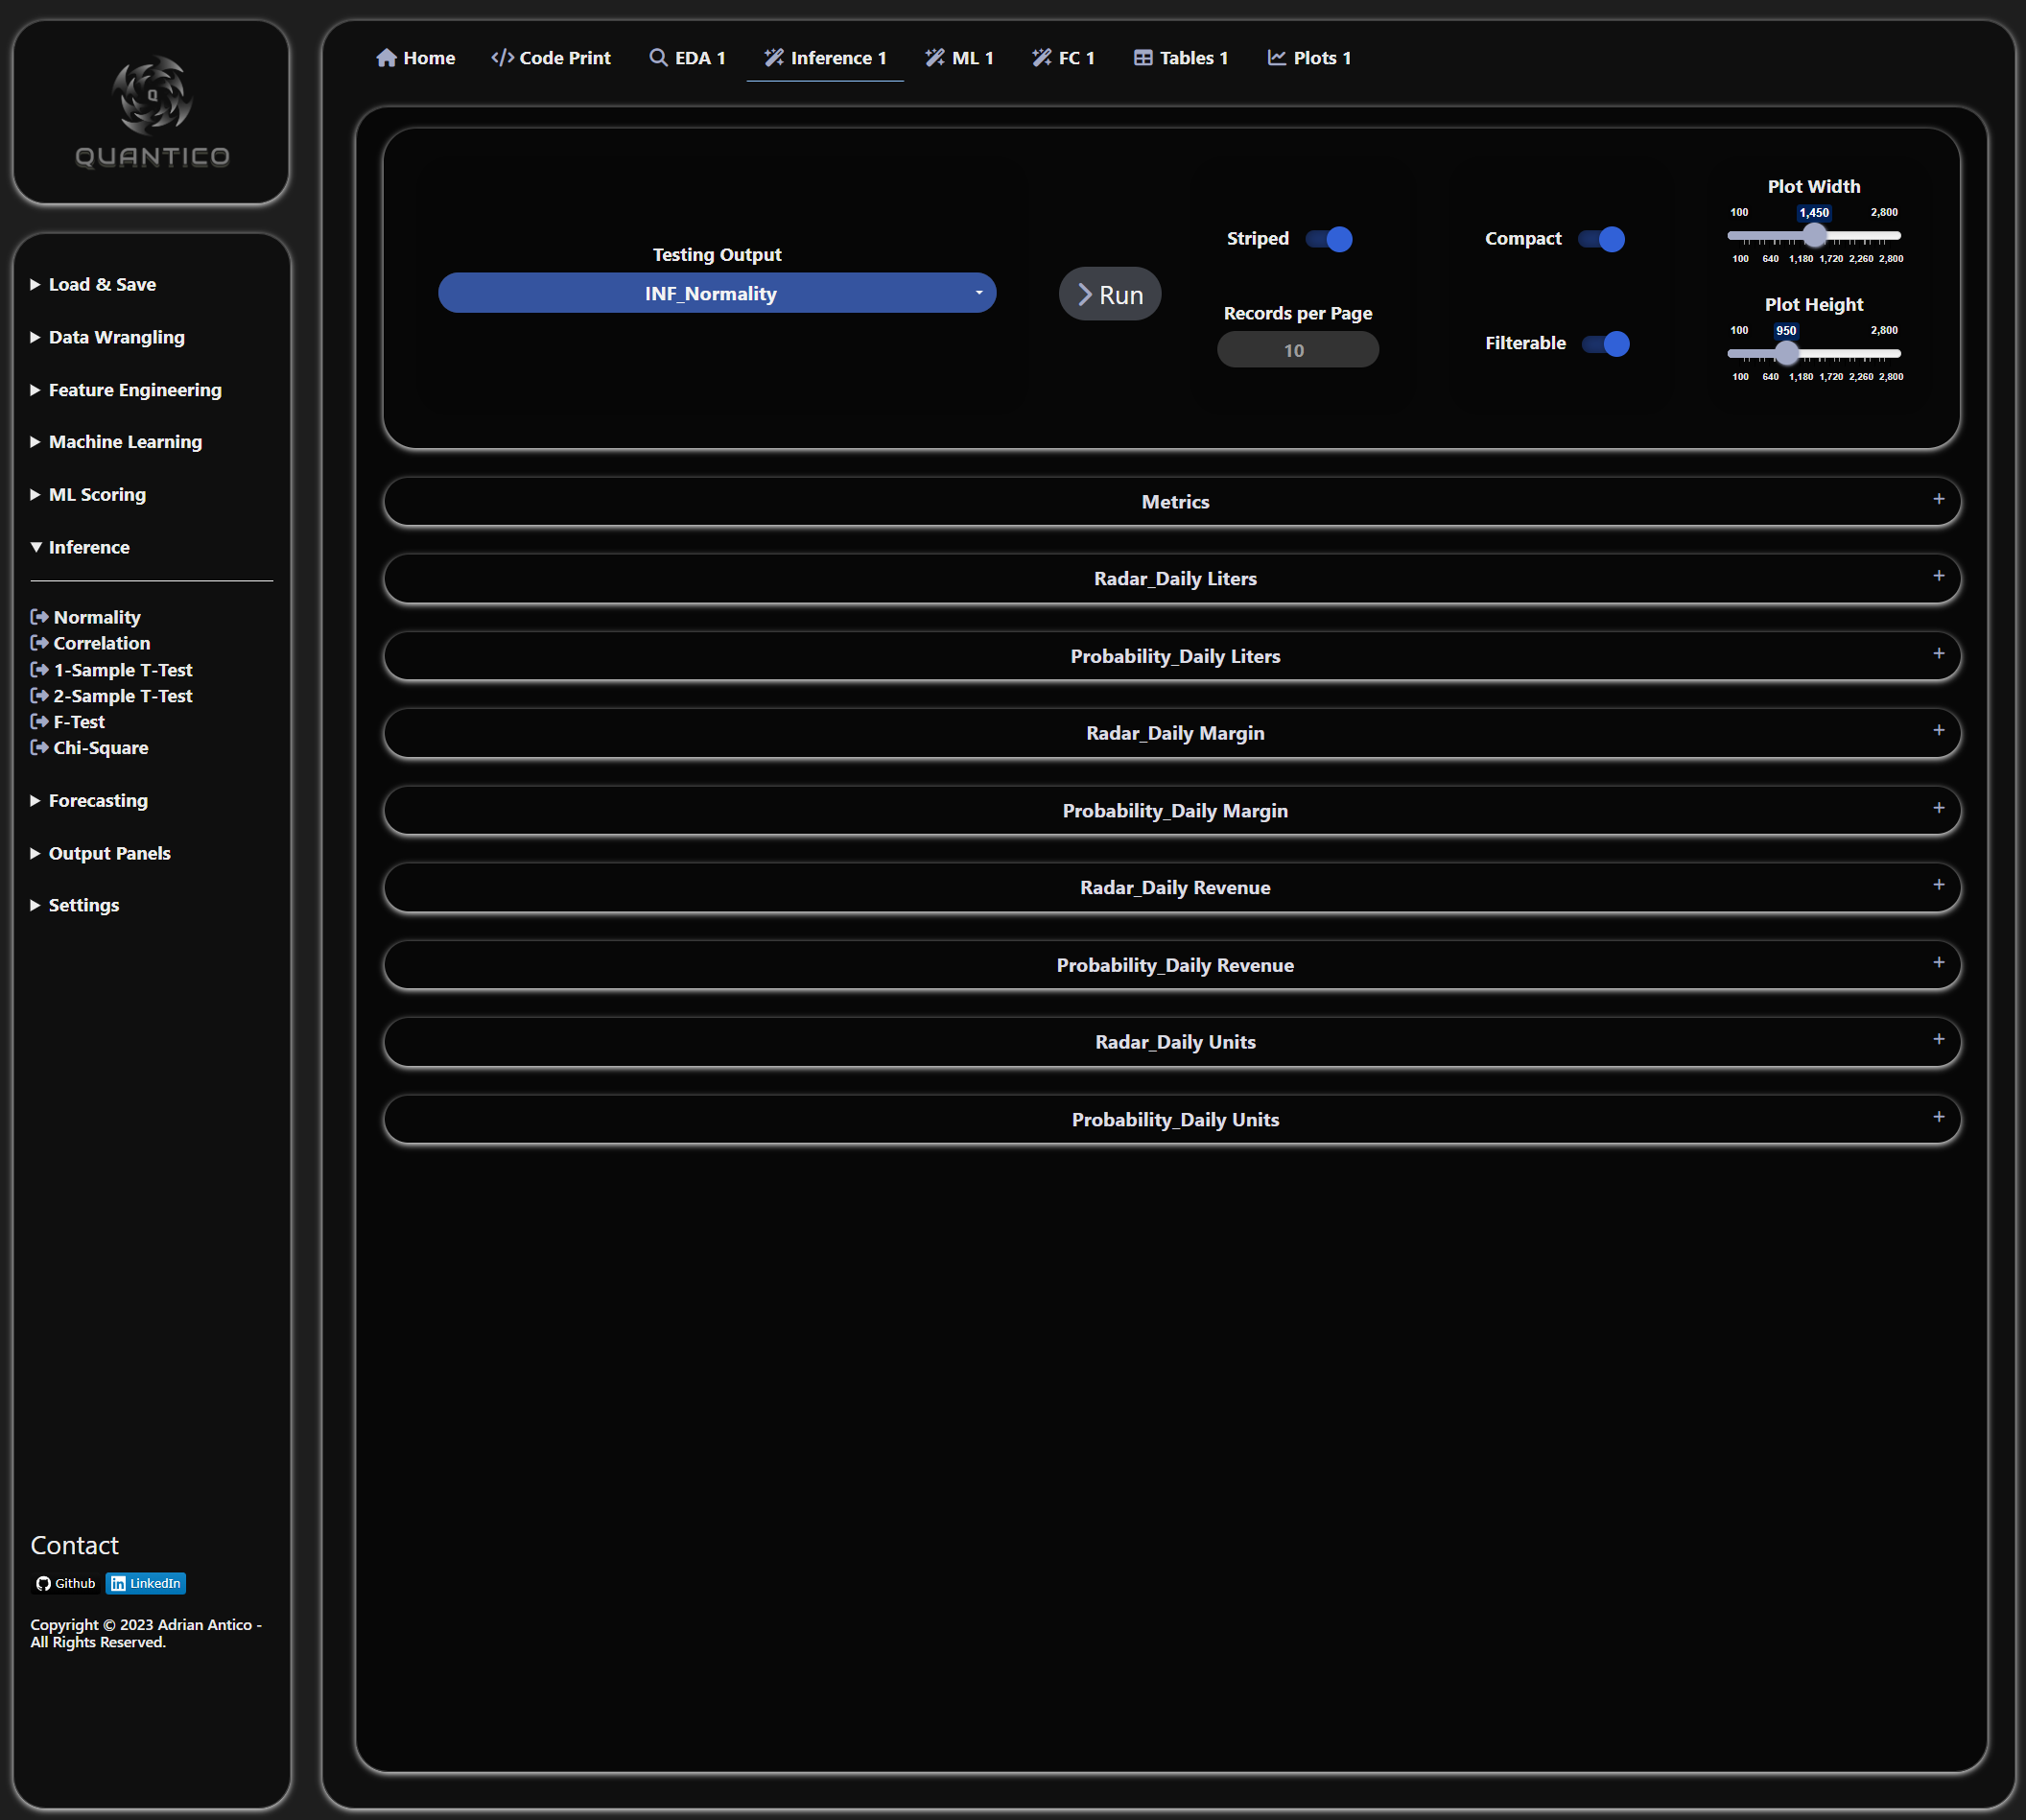 Q
QUANTICO
Load & Save
Data Wrangling
Feature Engineering
Machine Learning
ML Scoring
Inference
Normality
Correlation
1-Sample T-Test
2-Sample T-Test
F-Test
Chi-Square
Forecasting
Output Panels
Settings
Contact
Github LinkedIn
Copyright © 2023 Adrian Antico -
All Rights Reserved.
Home Code Print EDA 1 Inference 1 ML 1 FC 1 Tables 1 Plots 1
Testing Output
INF_Normality
Run
Striped
Records per Page
10
Compact
Filterable
Plot Width
100 1,450 2,800
100 640 1,180 1,720 2,260 2,800
Plot Height
100 950 2,800
100 640 1,180 1,720 2,260 2,800
Metrics +
Radar_Daily Liters +
Probability_Daily Liters +
Radar_Daily Margin +
Probability_Daily Margin +
Radar_Daily Revenue +
Probability_Daily Revenue +
Radar_Daily Units +
Probability_Daily Units +